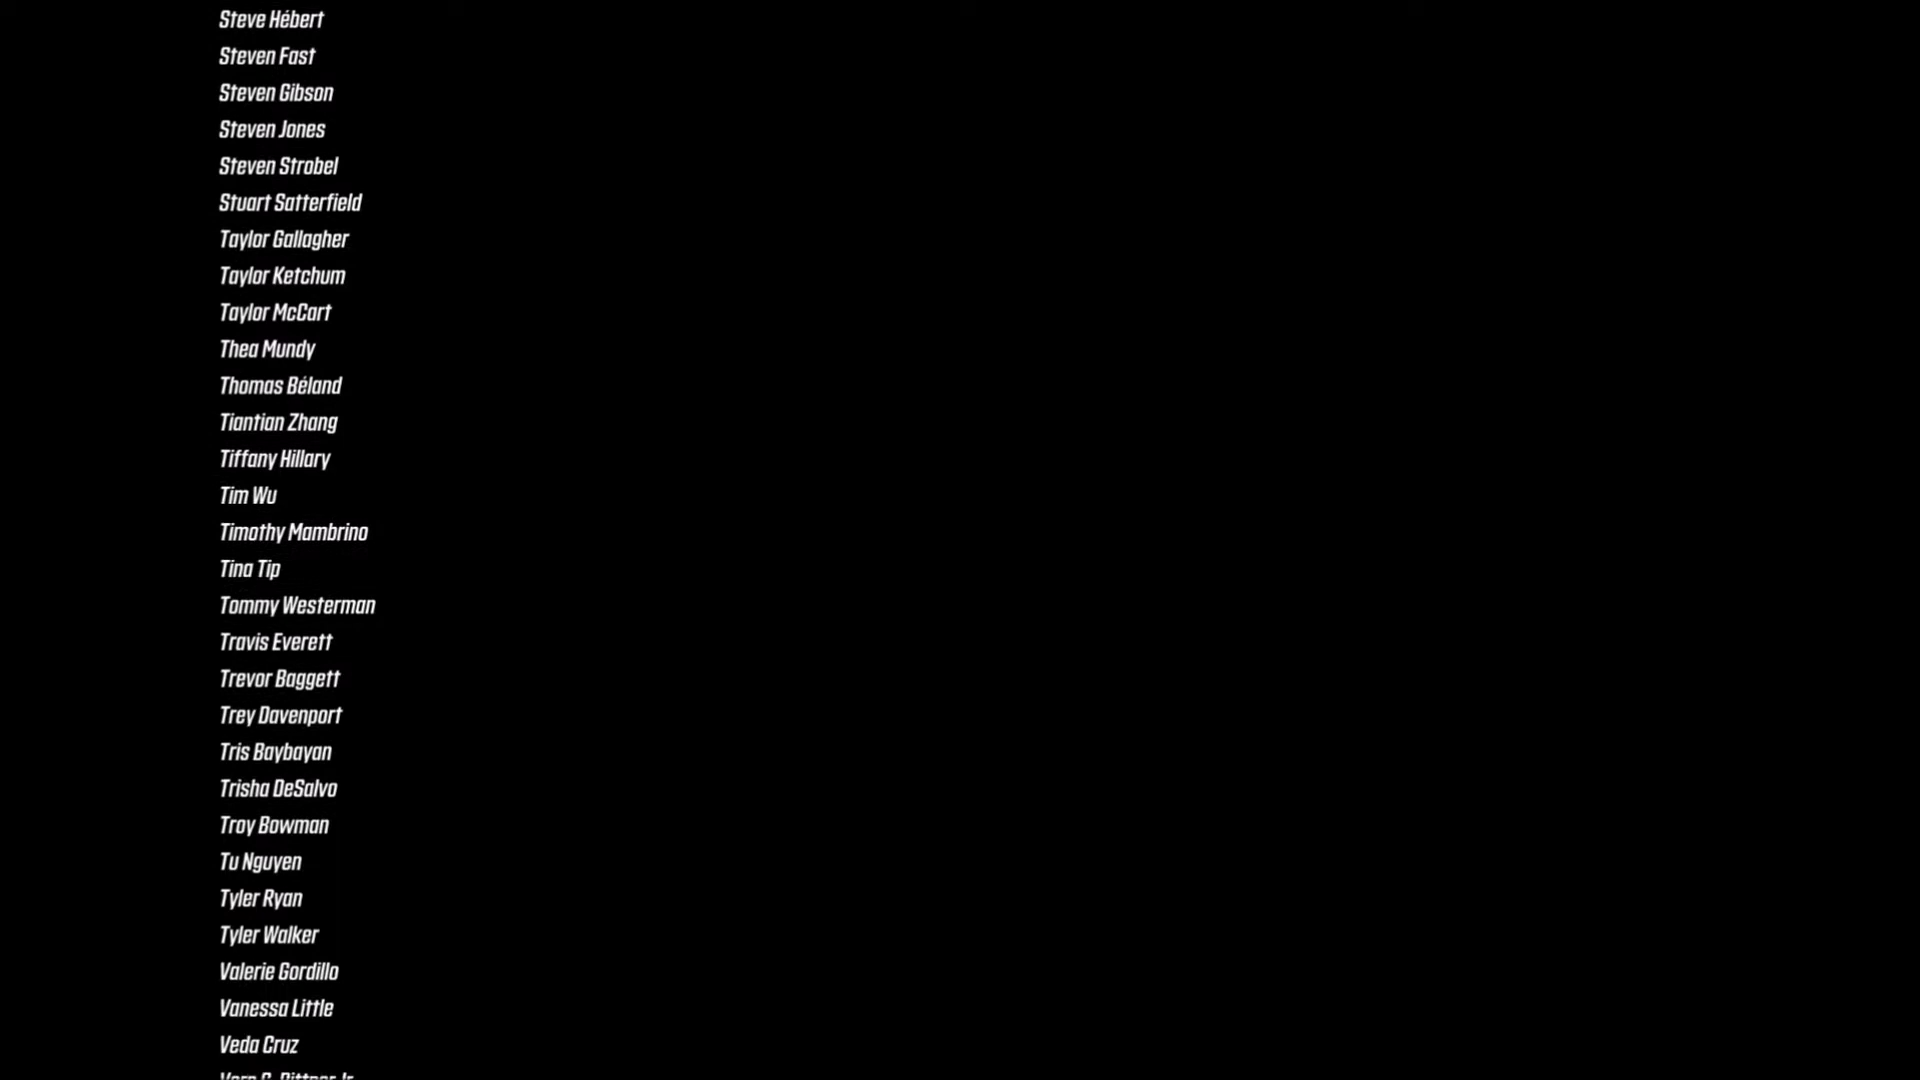 Steve Hébert
Steven Fast
Steven Gibson
Steven Jones
Steven Strobel
Stuart Satterfield
Taylor Gallagher
Taylor Ketchum
Taylor McCart
Thea Mundy
Thomas Béland
Tiantian Zhang
Tiffany Hillary
Tim Wu
Timothy Mambrino
Tina Tip
Tommy Westerman
Travis Everett
Trevor Baggett
Trey Davenport
Tris Baybayan
Trisha DeSalvo
Troy Bowman
Tu Nguyen
Tyler Ryan
Tyler Walker
Valerie Gordillo
Vanessa Little
Veda Cruz